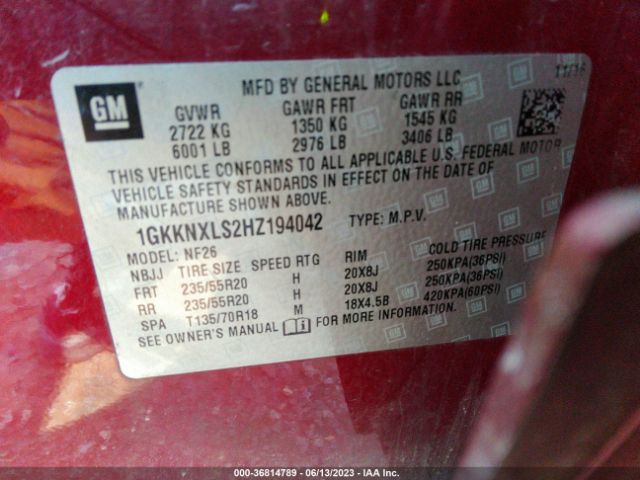 MFD BY GENERAL MOTORS LLC 11/16
GM GVWR GAWR FRT GAWR RR
2722 KG 1350 KG 1545 KG
6001 LB 2976 LB 3406 LB
THIS VEHICLE CONFORMS TO ALL APPLICABLE U.S. FEDERAL MOTOR
VEHICLE SAFETY STANDARDS IN EFFECT ON THE DATE OF
MANUFACTURE SHOWN ABOVE.
1GKKNXLS2HZ194042 TYPE: M.P.V.
MODEL: NF26
NBJJ TIRE SIZE SPEED RTG RIM COLD TIRE PRESSURE
FRT 235/55R20 H 20X8J 250KPA(36PSI)
RR 235/55R20 H 20X8J 250KPA(36PSI)
SPA T135/70R18 M 18X4.5B 420KPA(60PSI)
SEE OWNER'S MANUAL FOR MORE INFORMATION.
000-36814789 - 06/13/2023 - IAA Inc.